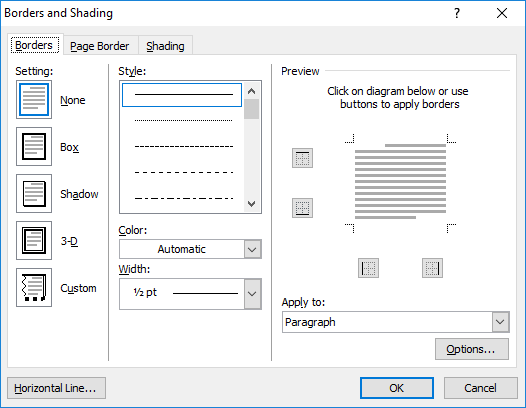 Borders and Shading
Borders
Page Border
Shading
Setting:
None
Box
Shadow
3-D
Custom
Style:
Color:
Automatic
Width:
½ pt
Preview
Click on diagram below or use
buttons to apply borders
Apply to:
Paragraph
Options...
Horizontal Line...
OK
Cancel